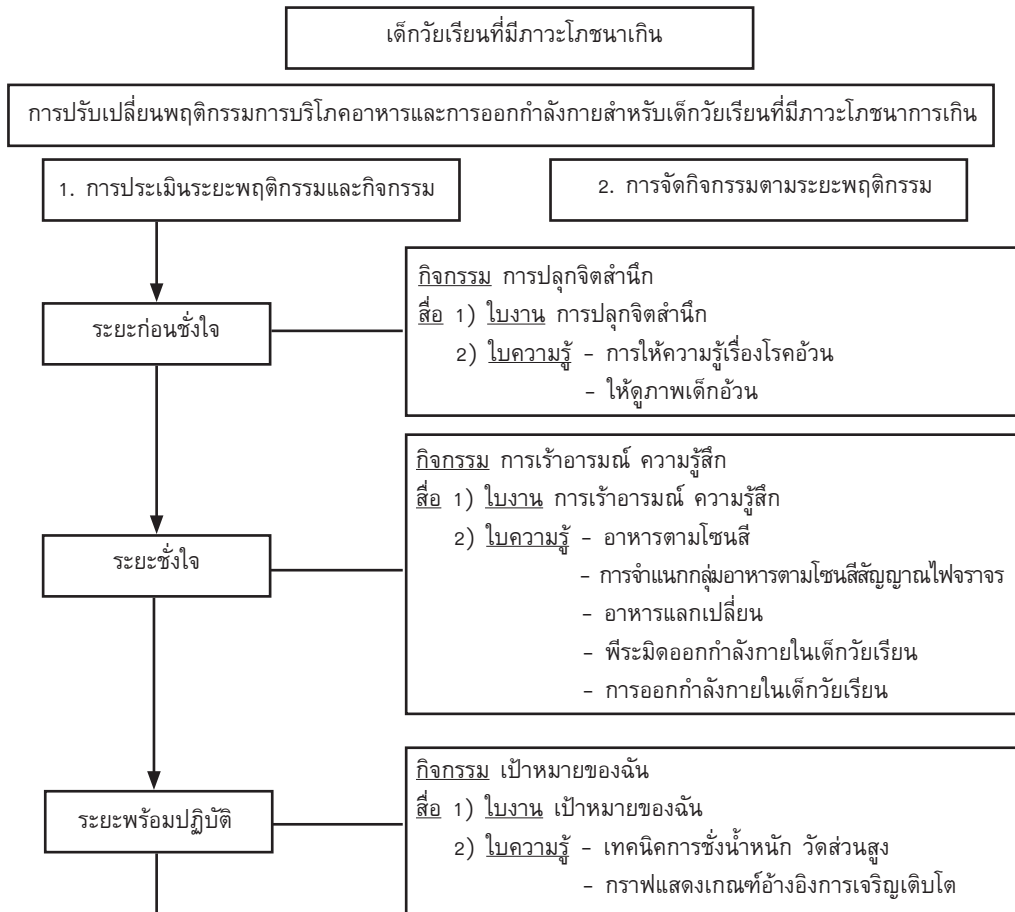 เด็กวัยเรียนที่มีภาวะโภชนาเกิน
การปรับเปลี่ยนพฤติกรรมการบริโภคอาหารและการออกกำลังกายสำหรับเด็กวัยเรียนที่มีภาวะโภชนาการเกิน
1. การประเมินระยะพฤติกรรมและกิจกรรม
2. การจัดกิจกรรมตามระยะพฤติกรรม
ระยะก่อนชั่งใจ
กิจกรรม การปลุกจิตสำนึก
สื่อ 1) ใบงาน การปลุกจิตสำนึก
2) ใบความรู้ - การให้ความรู้เรื่องโรคอ้วน
- ให้ดูภาพเด็กอ้วน
ระยะชั่งใจ
กิจกรรม การเร้าอารมณ์ ความรู้สึก
สื่อ 1) ใบงาน การเร้าอารมณ์ ความรู้สึก
2) ใบความรู้ - อาหารตามโซนสี
- การจำแนกกลุ่มอาหารตามโซนสีสัญญาณไฟจราจร
- อาหารแลกเปลี่ยน
- พีระมิดออกกำลังกายในเด็กวัยเรียน
- การออกกำลังกายในเด็กวัยเรียน
ระยะพร้อมปฏิบัติ
กิจกรรม เป้าหมายของฉัน
สื่อ 1) ใบงาน เป้าหมายของฉัน
2) ใบความรู้ - เทคนิคการชั่งน้ำหนัก วัดส่วนสูง
- กราฟแสดงเกณฑ์อ้างอิงการเจริญเติบโต